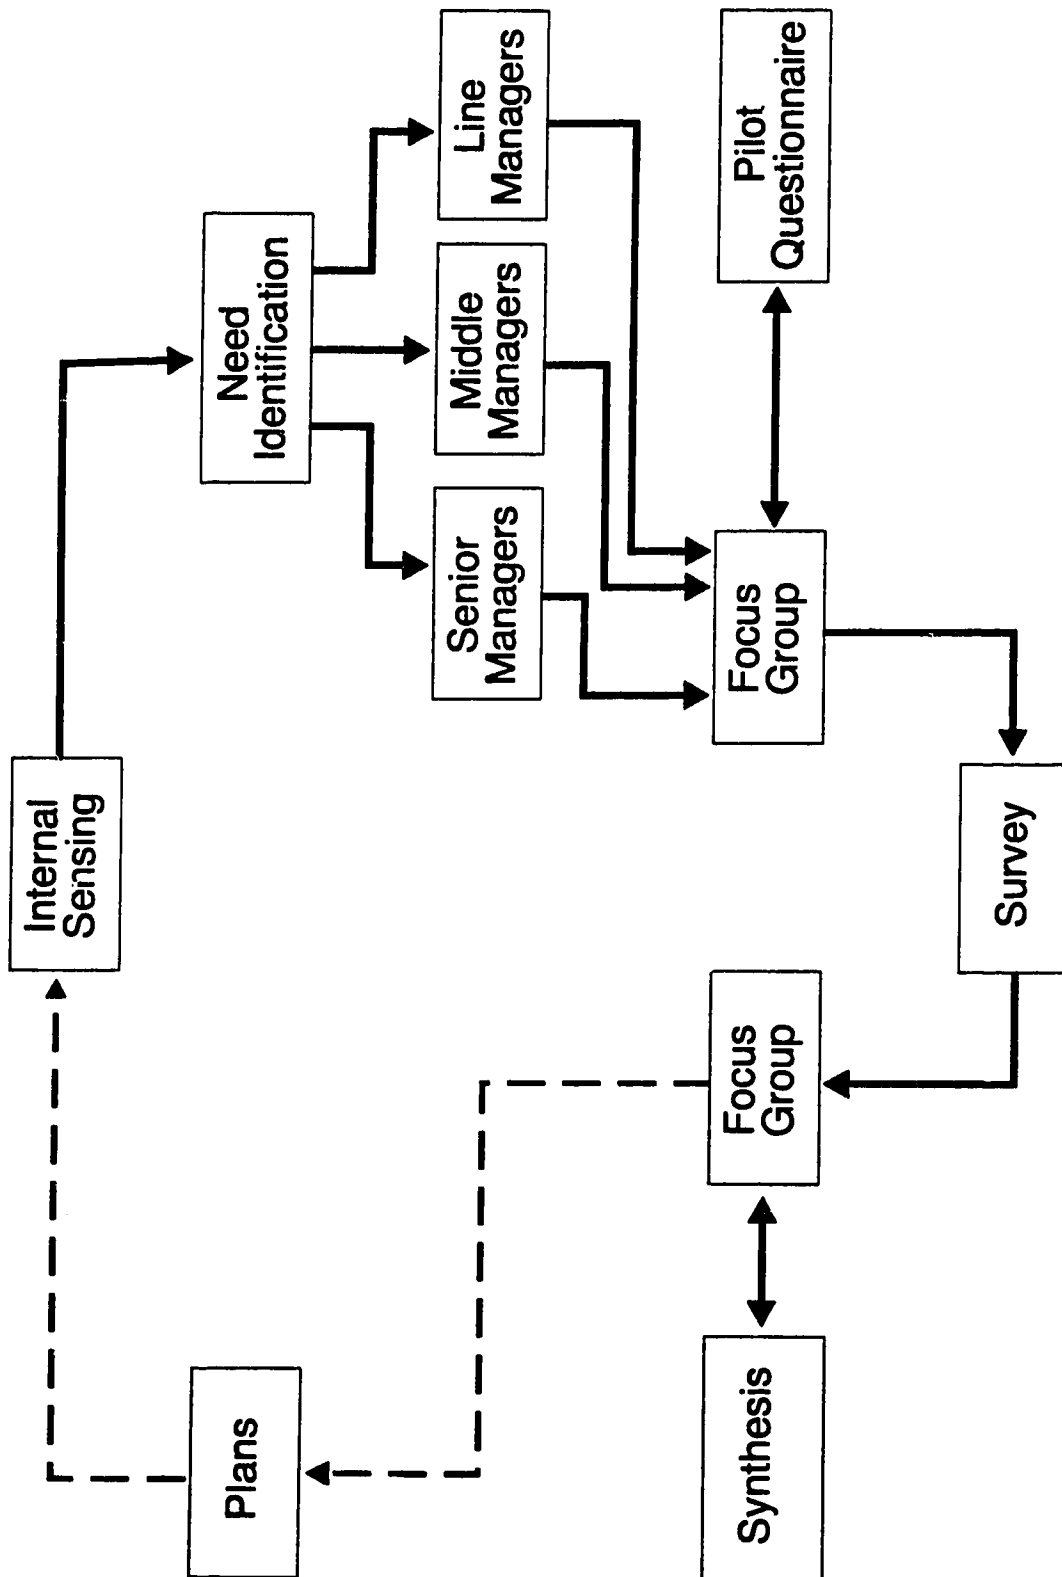 Internal
Sensing
Need
Identification
Senior
Managers
Middle
Managers
Line
Managers
Focus
Group
Pilot
Questionnaire
Survey
Focus
Group
Synthesis
Plans